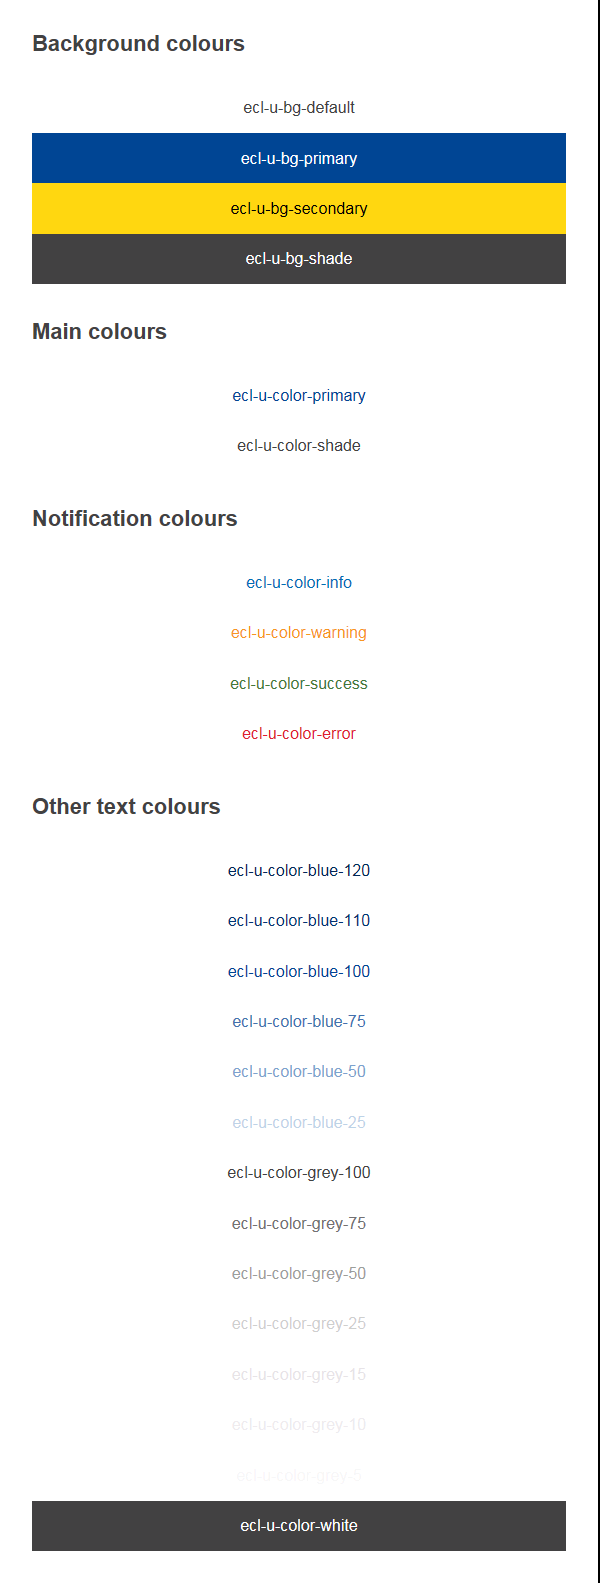 Background colours
ecl-u-bg-default
ecl-u-bg-primary
ecl-u-bg-secondary
ecl-u-bg-shade
Main colours
ecl-u-color-primary
ecl-u-color-shade
Notification colours
ecl-u-color-info
ecl-u-color-warning
ecl-u-color-success
ecl-u-color-error
Other text colours
ecl-u-color-blue-120
ecl-u-color-blue-110
ecl-u-color-blue-100
ecl-u-color-blue-75
ecl-u-color-blue-50
ecl-u-color-blue-25
ecl-u-color-grey-100
ecl-u-color-grey-75
ecl-u-color-grey-50
ecl-u-color-grey-25
ecl-u-color-grey-15
ecl-u-color-grey-10
ecl-u-color-grey-5
ecl-u-color-white